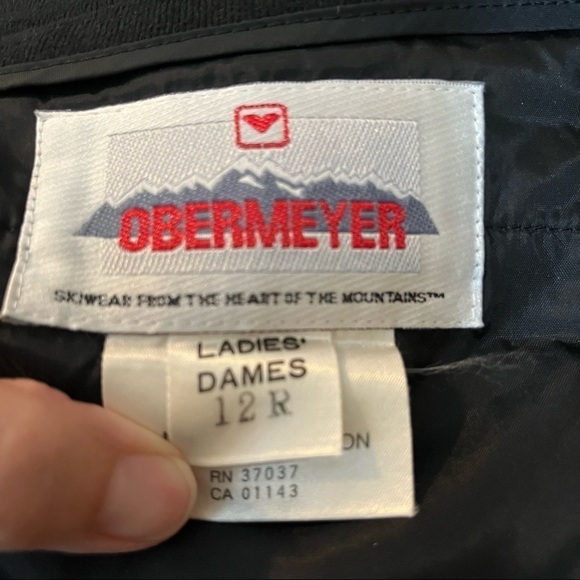 OBERMEYER
SKIWEAR FROM THE HEART OF THE MOUNTAINS™
LADIES'
DAMES
12 R
ON
RN 37037
CA 01143